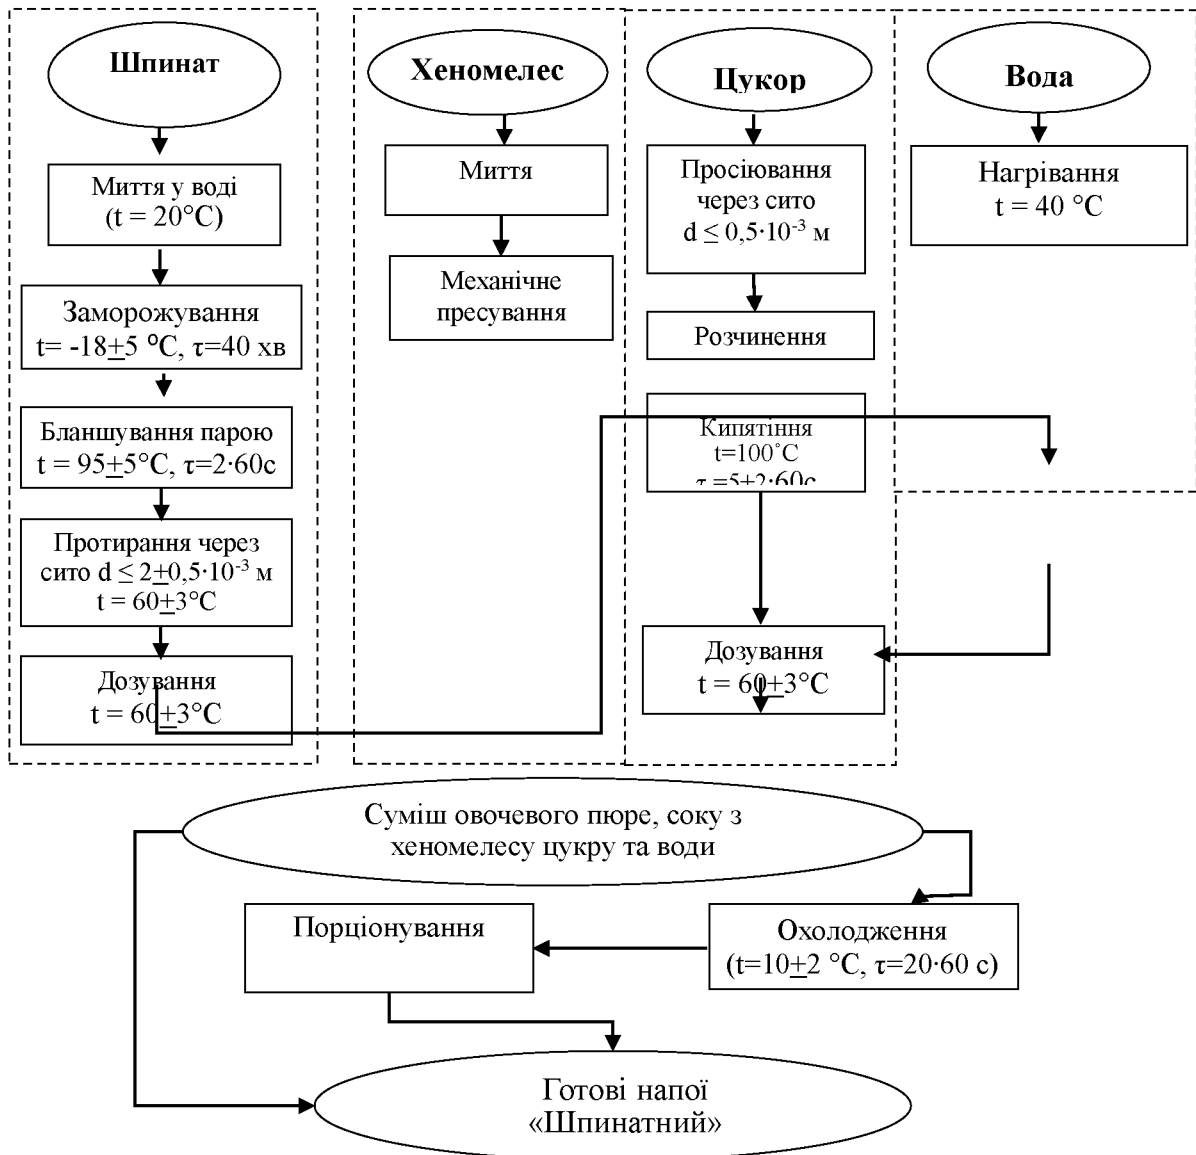 Шпинат
Миття у воді
(t = 20°C)
Заморожування
t= -18±5 °C, τ=40 хв
Бланшування парою
t = 95±5°C, τ=2·60с
Протирання через
сито d ≤ 2±0,5·10⁻³ м
t = 60±3°C
Дозування
t = 60±3°C
Хеномелес
Миття
Механічне
пресування
Цукор
Просіювання
через сито
d ≤ 0,5·10⁻³ м
Розчинення
Кипятіння
t=100˚C
τ =5±2·60с
Дозування
t = 60±3°C
Вода
Нагрівання
t = 40 °C
Суміш овочевого пюре, соку з
хеномелесу цукру та води
Порціонування
Охолодження
(t=10±2 °C, τ=20·60 с)
Готові напої
«Шпинатний»